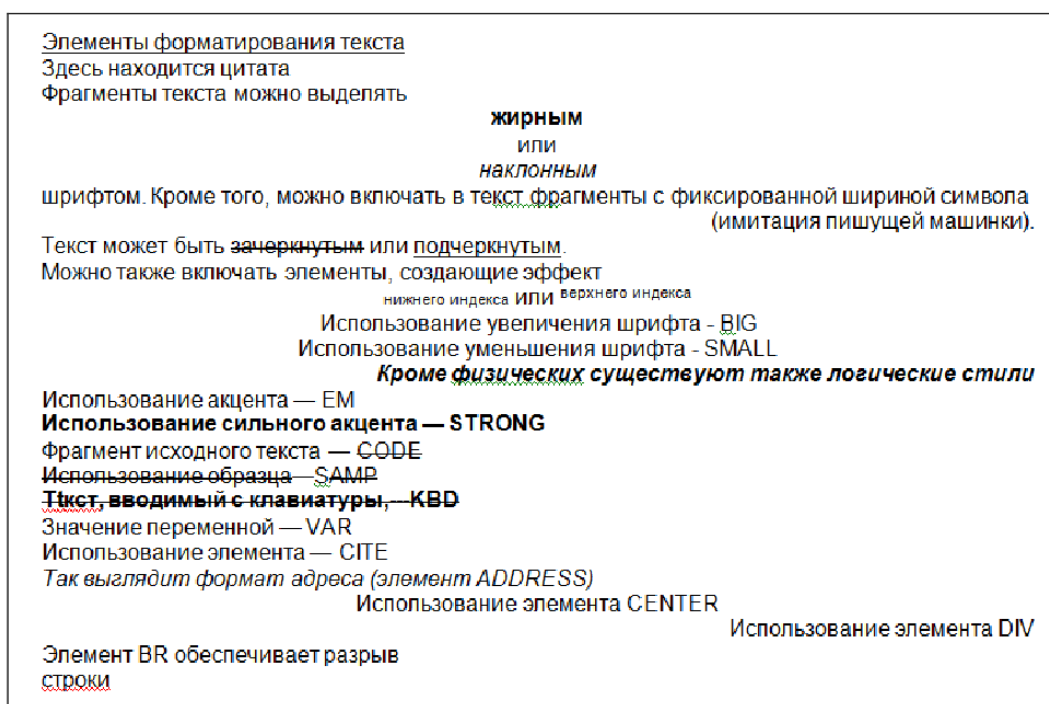 Элементы форматирования текста
Здесь находится цитата
Фрагменты текста можно выделять
жирным
или
наклонным
шрифтом. Кроме того, можно включать в текст фрагменты с фиксированной шириной символа
(имитация пишущей машинки).
Текст может быть зачеркнутым или подчеркнутым.
Можно также включать элементы, создающие эффект
нижнего индекса или верхнего индекса
Использование увеличения шрифта - BIG
Использование уменьшения шрифта - SMALL
Кроме физических существуют также логические стили
Использование акцента — EM
Использование сильного акцента — STRONG
Фрагмент исходного текста — CODE
Использование образца—SAMP
Ttкст, вводимый с клавиатуры,---KBD
Значение переменной — VAR
Использование элемента — CITE
Так выглядит формат адреса (элемент ADDRESS)
Использование элемента CENTER
Использование элемента DIV
Элемент BR обеспечивает разрыв
строки